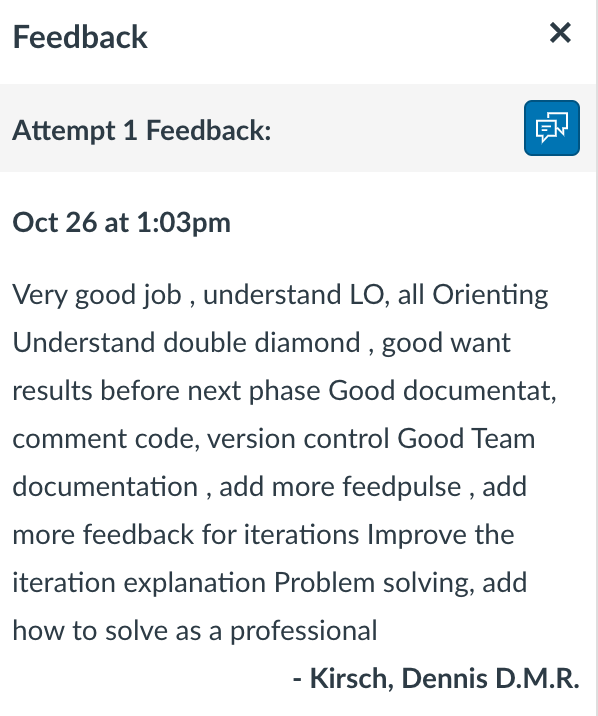 Feedback
Attempt 1 Feedback:
Oct 26 at 1:03pm
Very good job , understand LO, all Orienting
Understand double diamond , good want
results before next phase Good documentat,
comment code, version control Good Team
documentation , add more feedpulse , add
more feedback for iterations Improve the
iteration explanation Problem solving, add
how to solve as a professional
- Kirsch, Dennis D.M.R.